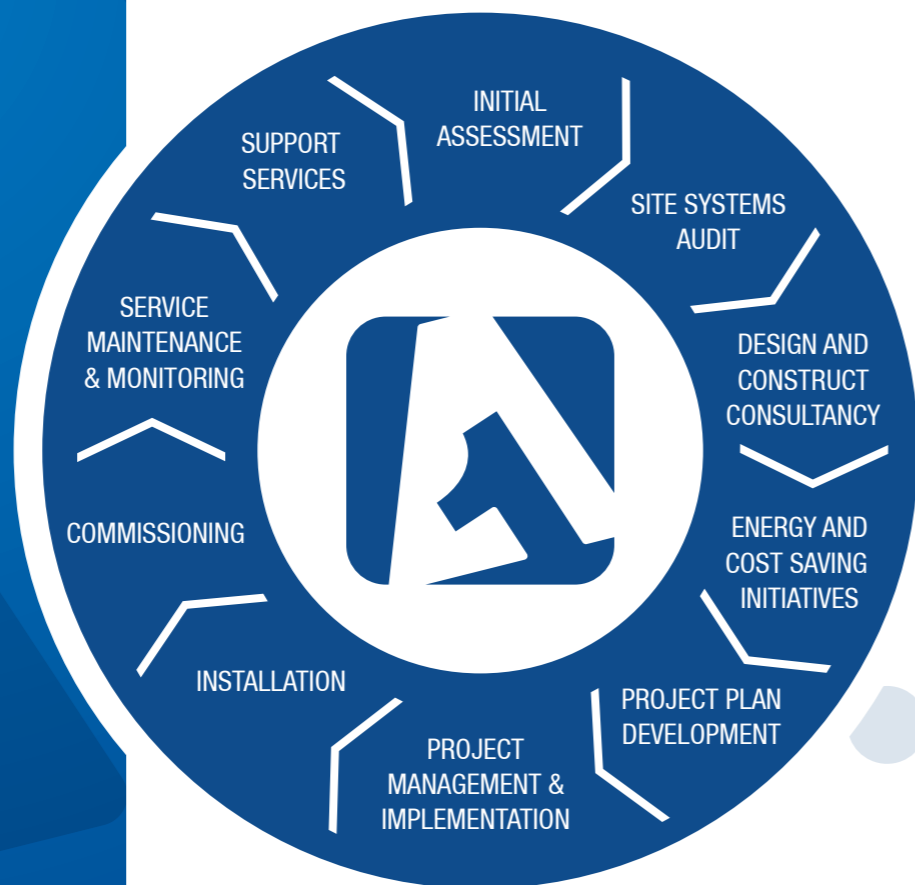 INITIAL
ASSESSMENT
SITE SYSTEMS
AUDIT
DESIGN AND
CONSTRUCT
CONSULTANCY
ENERGY AND
COST SAVING
INITIATIVES
PROJECT PLAN
DEVELOPMENT
PROJECT
MANAGEMENT &
IMPLEMENTATION
INSTALLATION
COMMISSIONING
SERVICE
MAINTENANCE
& MONITORING
SUPPORT
SERVICES